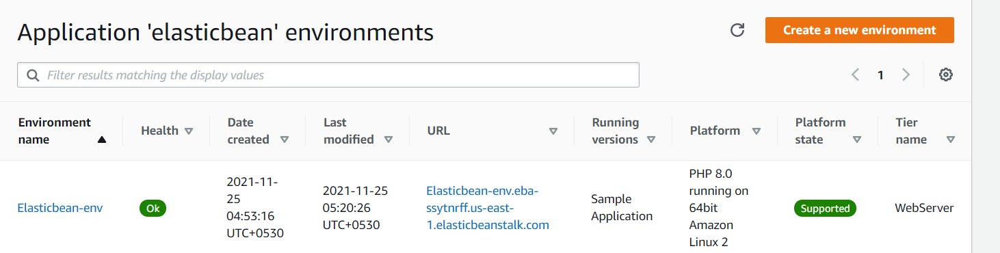 Application 'elasticbean' environments
Create a new environment
Filter results matching the display values
1
Environment
name
Health
Date
created
Last
modified
URL
Running
versions
Platform
Platform
state
Tier
name
Elasticbean-env
Ok
2021-11-
25
04:53:16
UTC+0530
2021-11-25
05:20:26
UTC+0530
Elasticbean-env.eba-
ssytnrff.us-east-
1.elasticbeanstalk.com
Sample
Application
PHP 8.0
running on
64bit
Amazon
Linux 2
Supported
WebServer